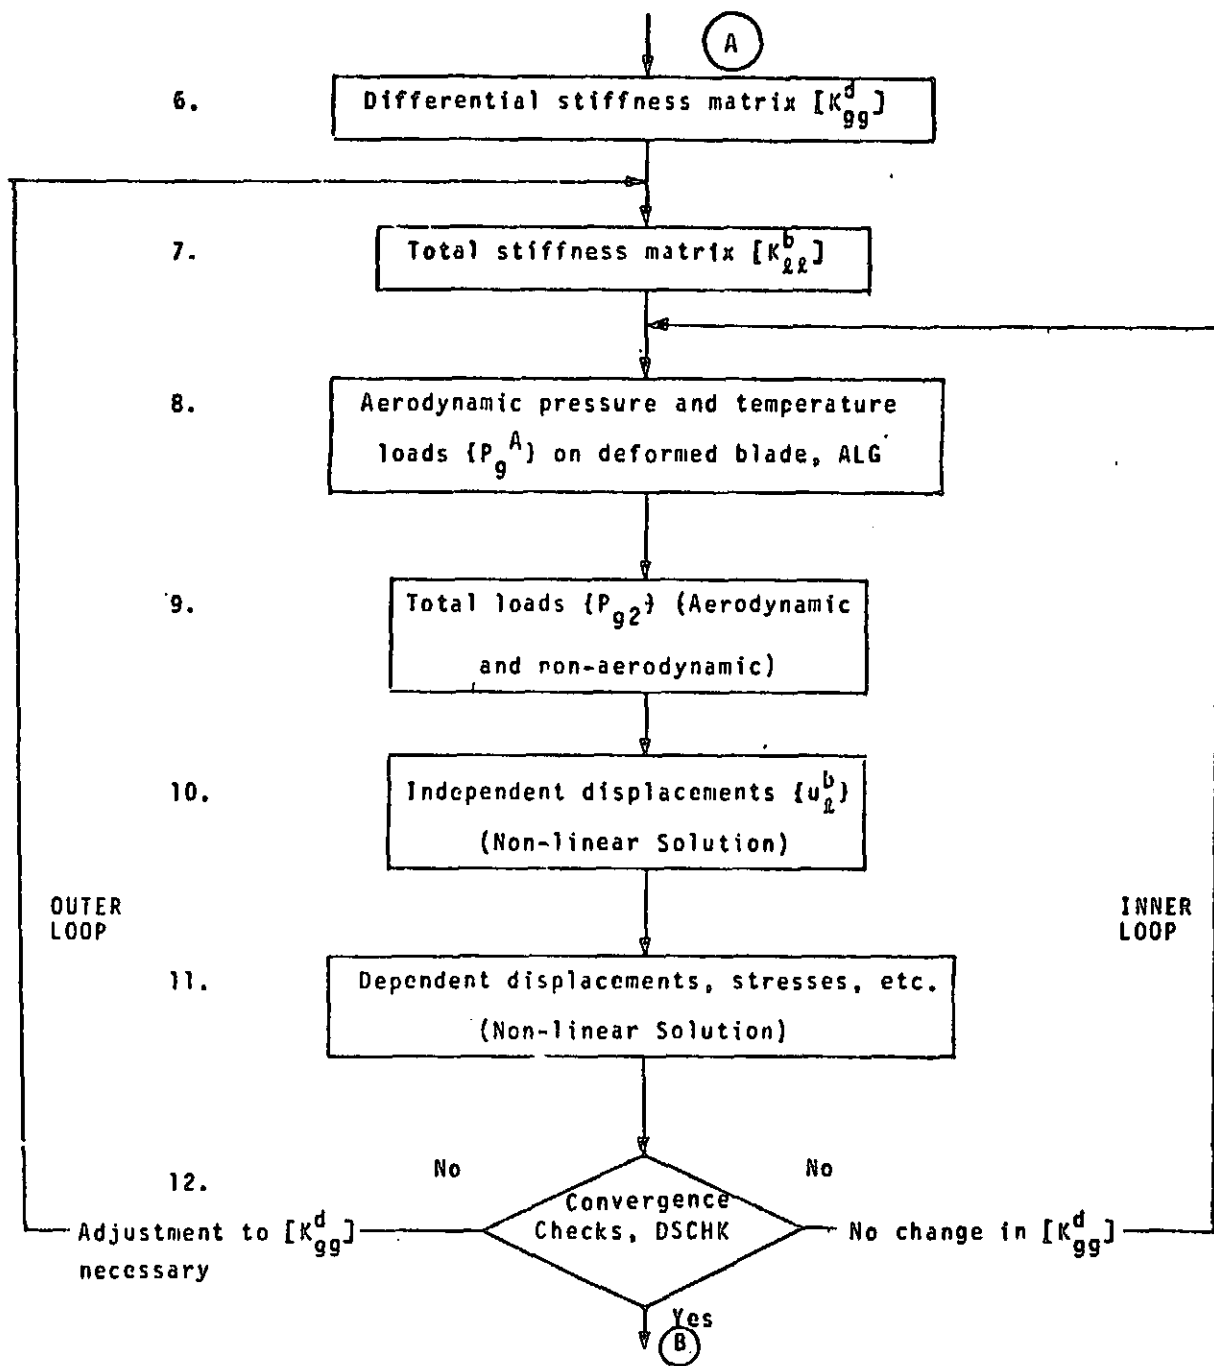 A
6. Differential stiffness matrix [K^d_gg]
7. Total stiffness matrix [K^b_ℓℓ]
8. Aerodynamic pressure and temperature
loads {P_g^A} on deformed blade, ALG
9. Total loads {P_g2} (Aerodynamic
and non-aerodynamic)
10. Independent displacements {u^b_ℓ}
(Non-linear Solution)
OUTER
LOOP
INNER
LOOP
11. Dependent displacements, stresses, etc.
(Non-linear Solution)
12.
No
No
Convergence
Checks, DSCHK
Adjustment to [K^d_gg]
necessary
No change in [K^d_gg]
Yes
B